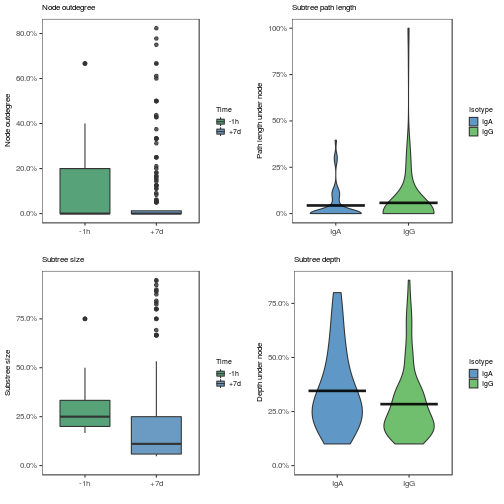 Node outdegree
Node outdegree
80.0%
60.0%
40.0%
20.0%
0.0%
-1h
+7d
Time
-1h
+7d
Subtree path length
Path length under node
100%
75%
50%
25%
0%
IgA
IgG
Isotype
IgA
IgG
Subtree size
Substree size
75.0%
50.0%
25.0%
0.0%
-1h
+7d
Time
-1h
+7d
Subtree depth
Depth under node
75.0%
50.0%
25.0%
0.0%
IgA
IgG
Isotype
IgA
IgG